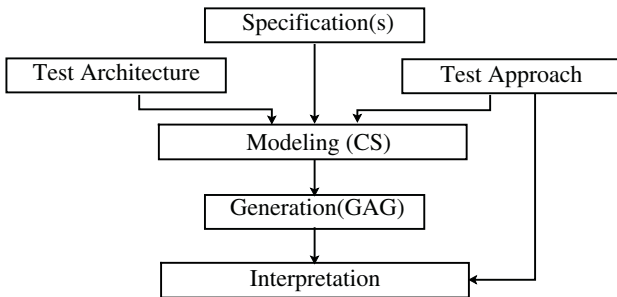 Specification(s)
Test Architecture
Test Approach
Modeling (CS)
Generation(GAG)
Interpretation